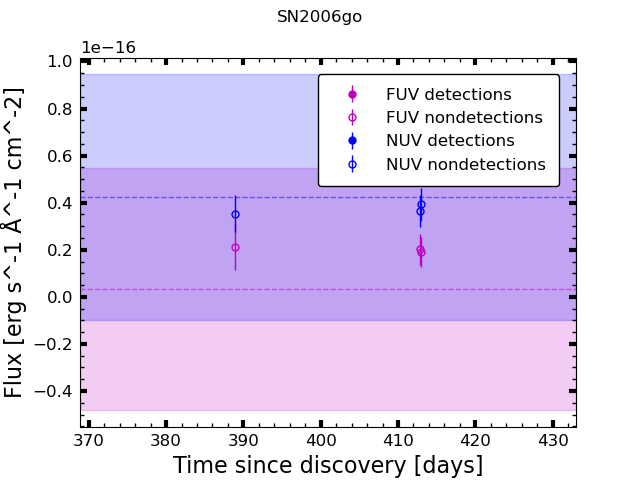 SN2006go
1e−16
1.0
0.8
0.6
0.4
0.2
0.0
−0.2
−0.4
Flux [erg s^-1 Å^-1 cm^-2]
FUV detections
FUV nondetections
NUV detections
NUV nondetections
370 380 390 400 410 420 430
Time since discovery [days]